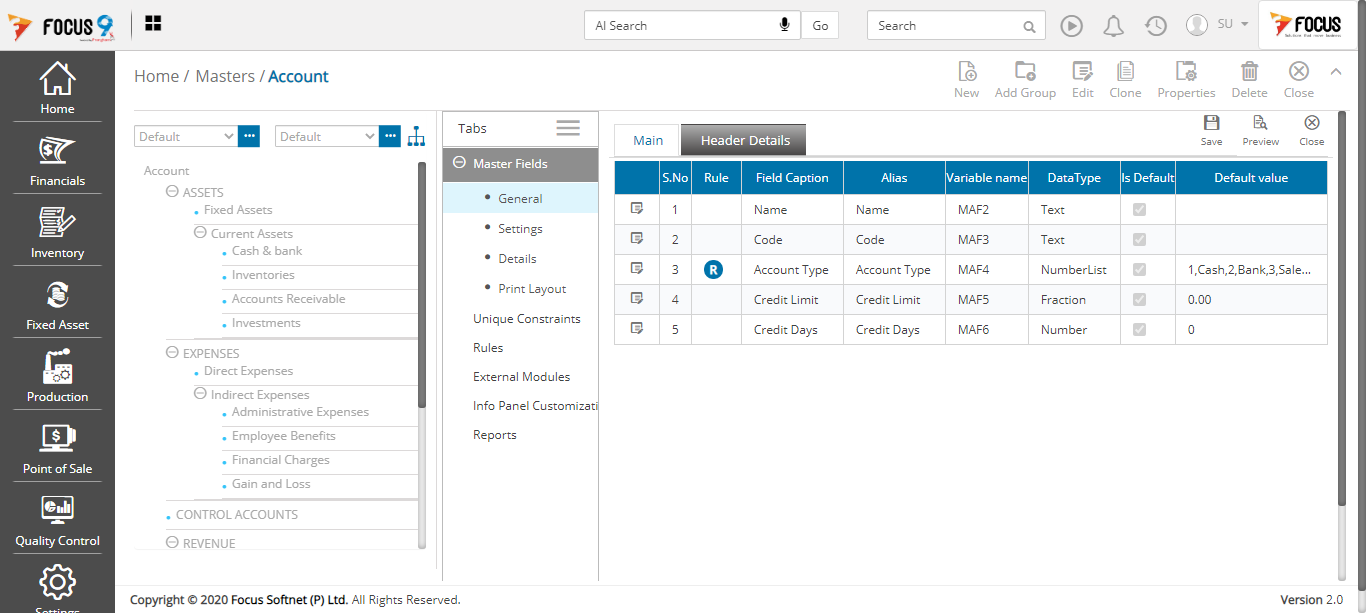 FOCUS 9
AI Search
Go
Search
SU
FOCUS
Home
Financials
Inventory
Fixed Asset
Production
Point of Sale
Quality Control
Settings
Home / Masters / Account
New
Add Group
Edit
Clone
Properties
Delete
Close
Default
Default
Account
ASSETS
Fixed Assets
Current Assets
Cash & bank
Inventories
Accounts Receivable
Investments
EXPENSES
Direct Expenses
Indirect Expenses
Administrative Expenses
Employee Benefits
Financial Charges
Gain and Loss
CONTROL ACCOUNTS
REVENUE
Tabs
Master Fields
General
Settings
Details
Print Layout
Unique Constraints
Rules
External Modules
Info Panel Customizati
Reports
Main
Header Details
Save
Preview
Close
S.No Rule Field Caption Alias Variable name DataType Is Default Default value
1 Name Name MAF2 Text
2 Code Code MAF3 Text
3 R Account Type Account Type MAF4 NumberList 1,Cash,2,Bank,3,Sale...
4 Credit Limit Credit Limit MAF5 Fraction 0.00
5 Credit Days Credit Days MAF6 Number 0
Copyright © 2020 Focus Softnet (P) Ltd. All Rights Reserved.
Version 2.0